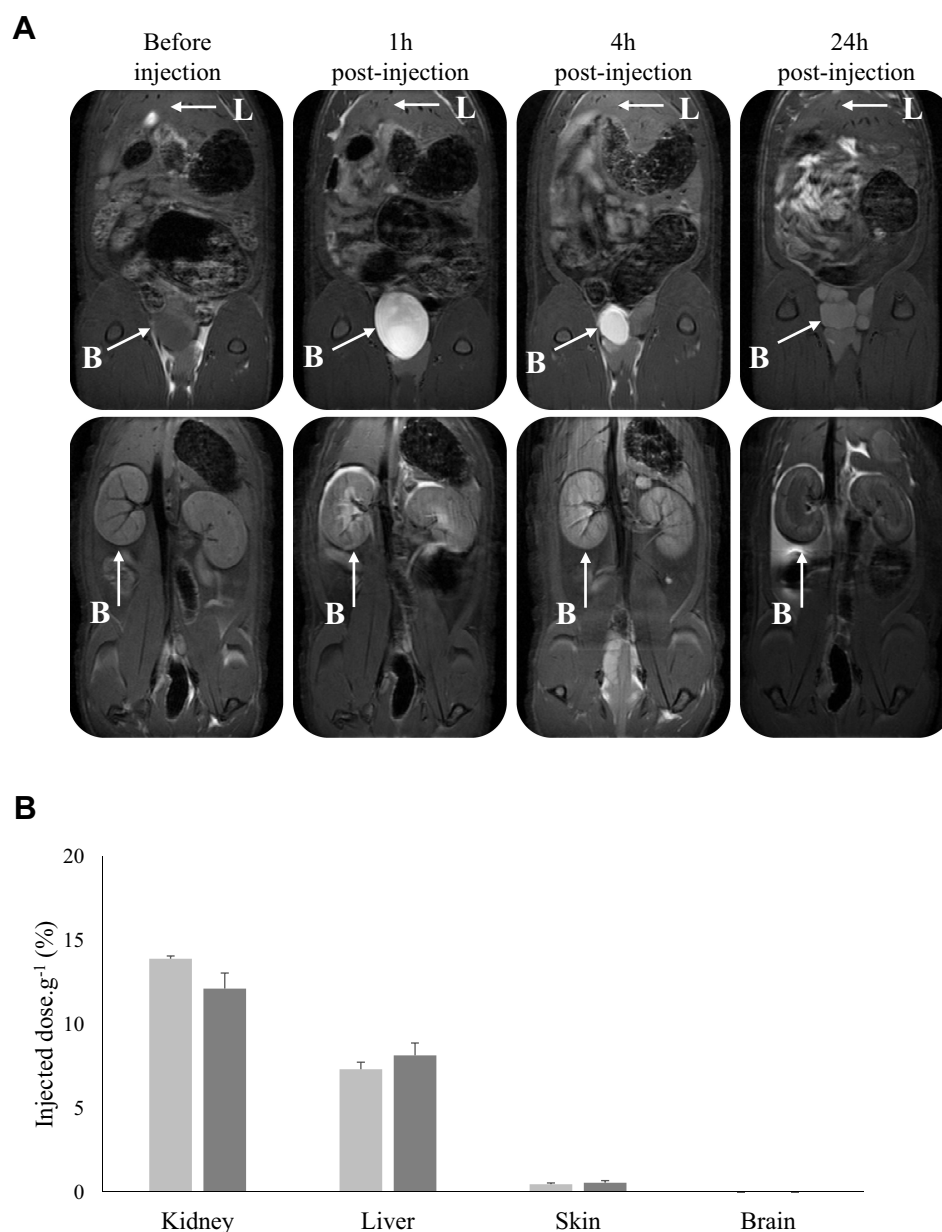 A
Before
injection
1h
post-injection
4h
post-injection
24h
post-injection
L
L
L
L
B
B
B
B
B
B
B
B
B
20
15
10
5
0
Injected dose.g⁻¹ (%)
Kidney
Liver
Skin
Brain